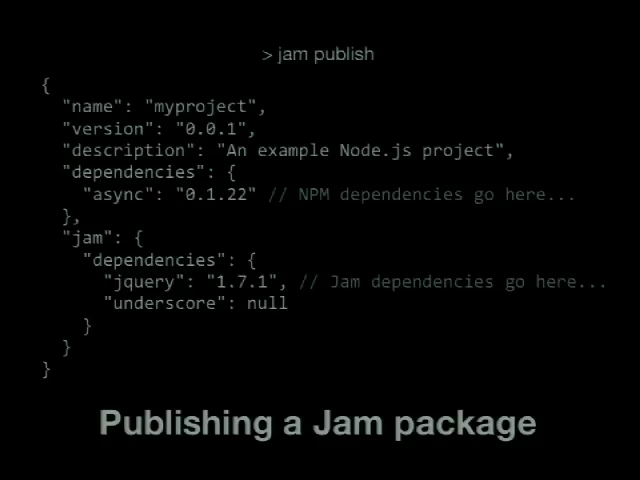 > jam publish
{
"name": "myproject",
"version": "0.0.1",
"description": "An example Node.js project",
"dependencies": {
"async": "0.1.22" // NPM dependencies go here...
},
"jam": {
"dependencies": {
"jquery": "1.7.1", // Jam dependencies go here...
"underscore": null
}
}
}
Publishing a Jam package